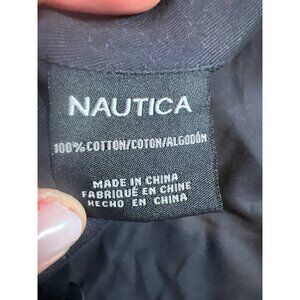 NAUTICA
100% COTTON/COTON/ALGODÓN
MADE IN CHINA
FABRIQUÉ EN CHINE
HECHO EN CHINA